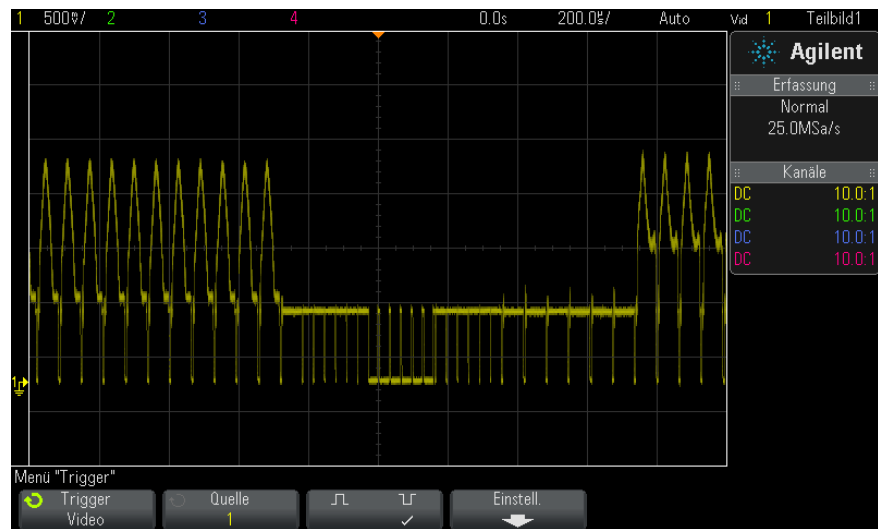 1 500mV/ 2 3 4 0.0s 200.0µs/ Auto Vid 1 Teilbild1
Agilent
Erfassung
Normal
25.0MSa/s
Kanäle
DC 10.0:1
DC 10.0:1
DC 10.0:1
DC 10.0:1
1
Menü "Trigger"
Trigger
Video
Quelle
1
Einstell.